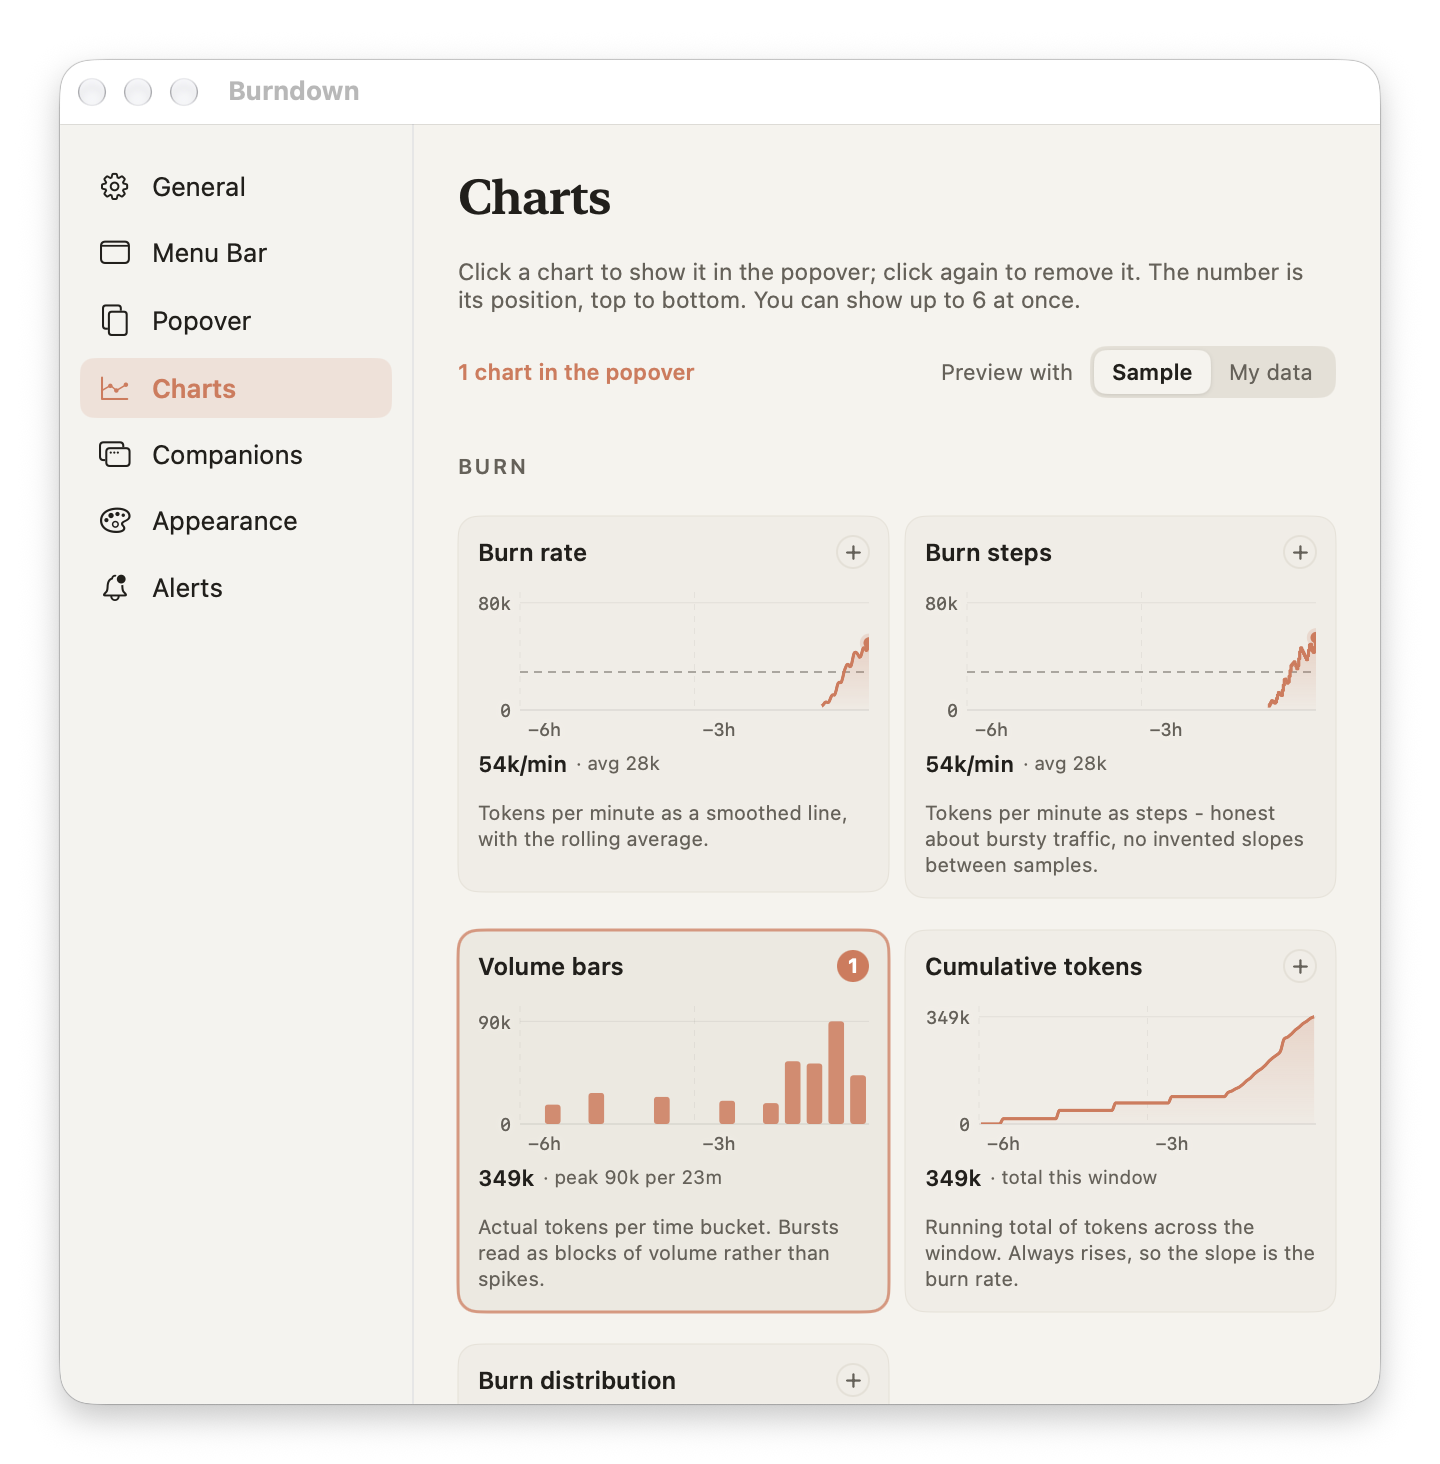 Burndown
General
Menu Bar
Popover
Charts
Companions
Appearance
Alerts
Charts
Click a chart to show it in the popover; click again to remove it. The number is
its position, top to bottom. You can show up to 6 at once.
1 chart in the popover
Preview with
Sample
My data
BURN
Burn rate
80k
0
−6h
−3h
54k/min · avg 28k
Tokens per minute as a smoothed line,
with the rolling average.
Burn steps
80k
0
−6h
−3h
54k/min · avg 28k
Tokens per minute as steps - honest
about bursty traffic, no invented slopes
between samples.
Volume bars
1
90k
0
−6h
−3h
349k · peak 90k per 23m
Actual tokens per time bucket. Bursts
read as blocks of volume rather than
spikes.
Cumulative tokens
349k
0
−6h
−3h
349k · total this window
Running total of tokens across the
window. Always rises, so the slope is the
burn rate.
Burn distribution